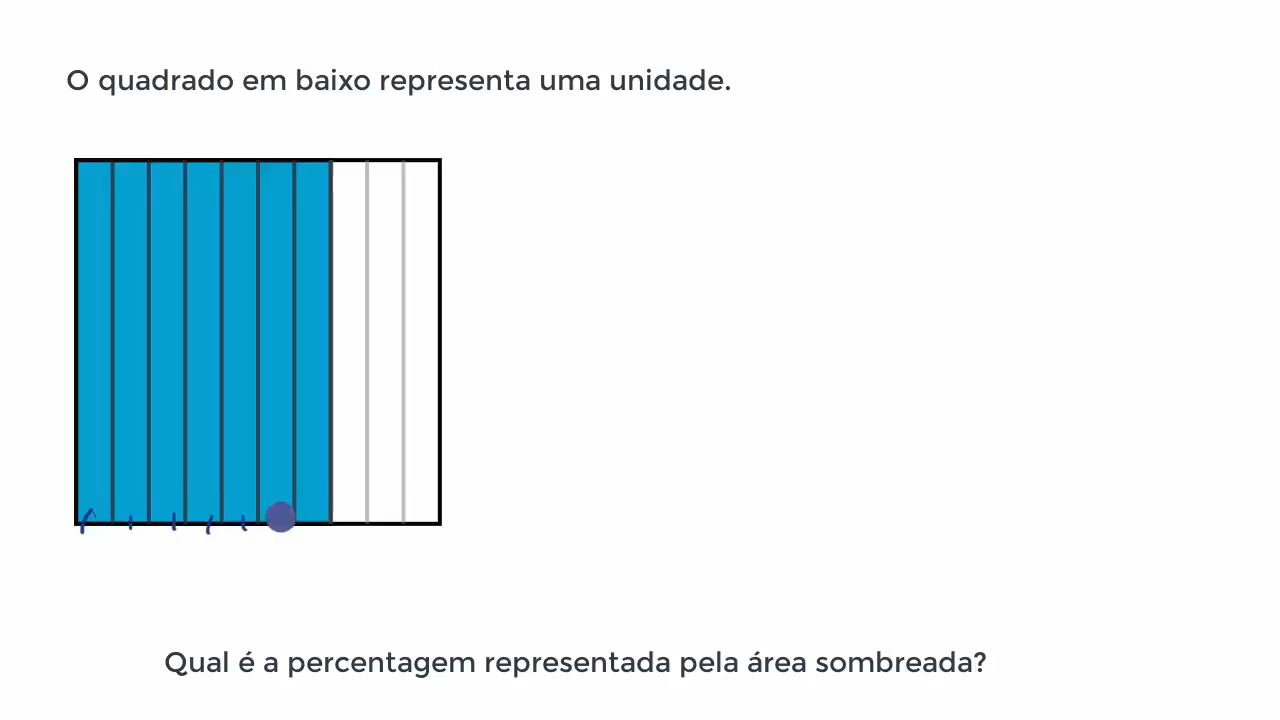 O quadrado em baixo representa uma unidade.
Qual é a percentagem representada pela área sombreada?